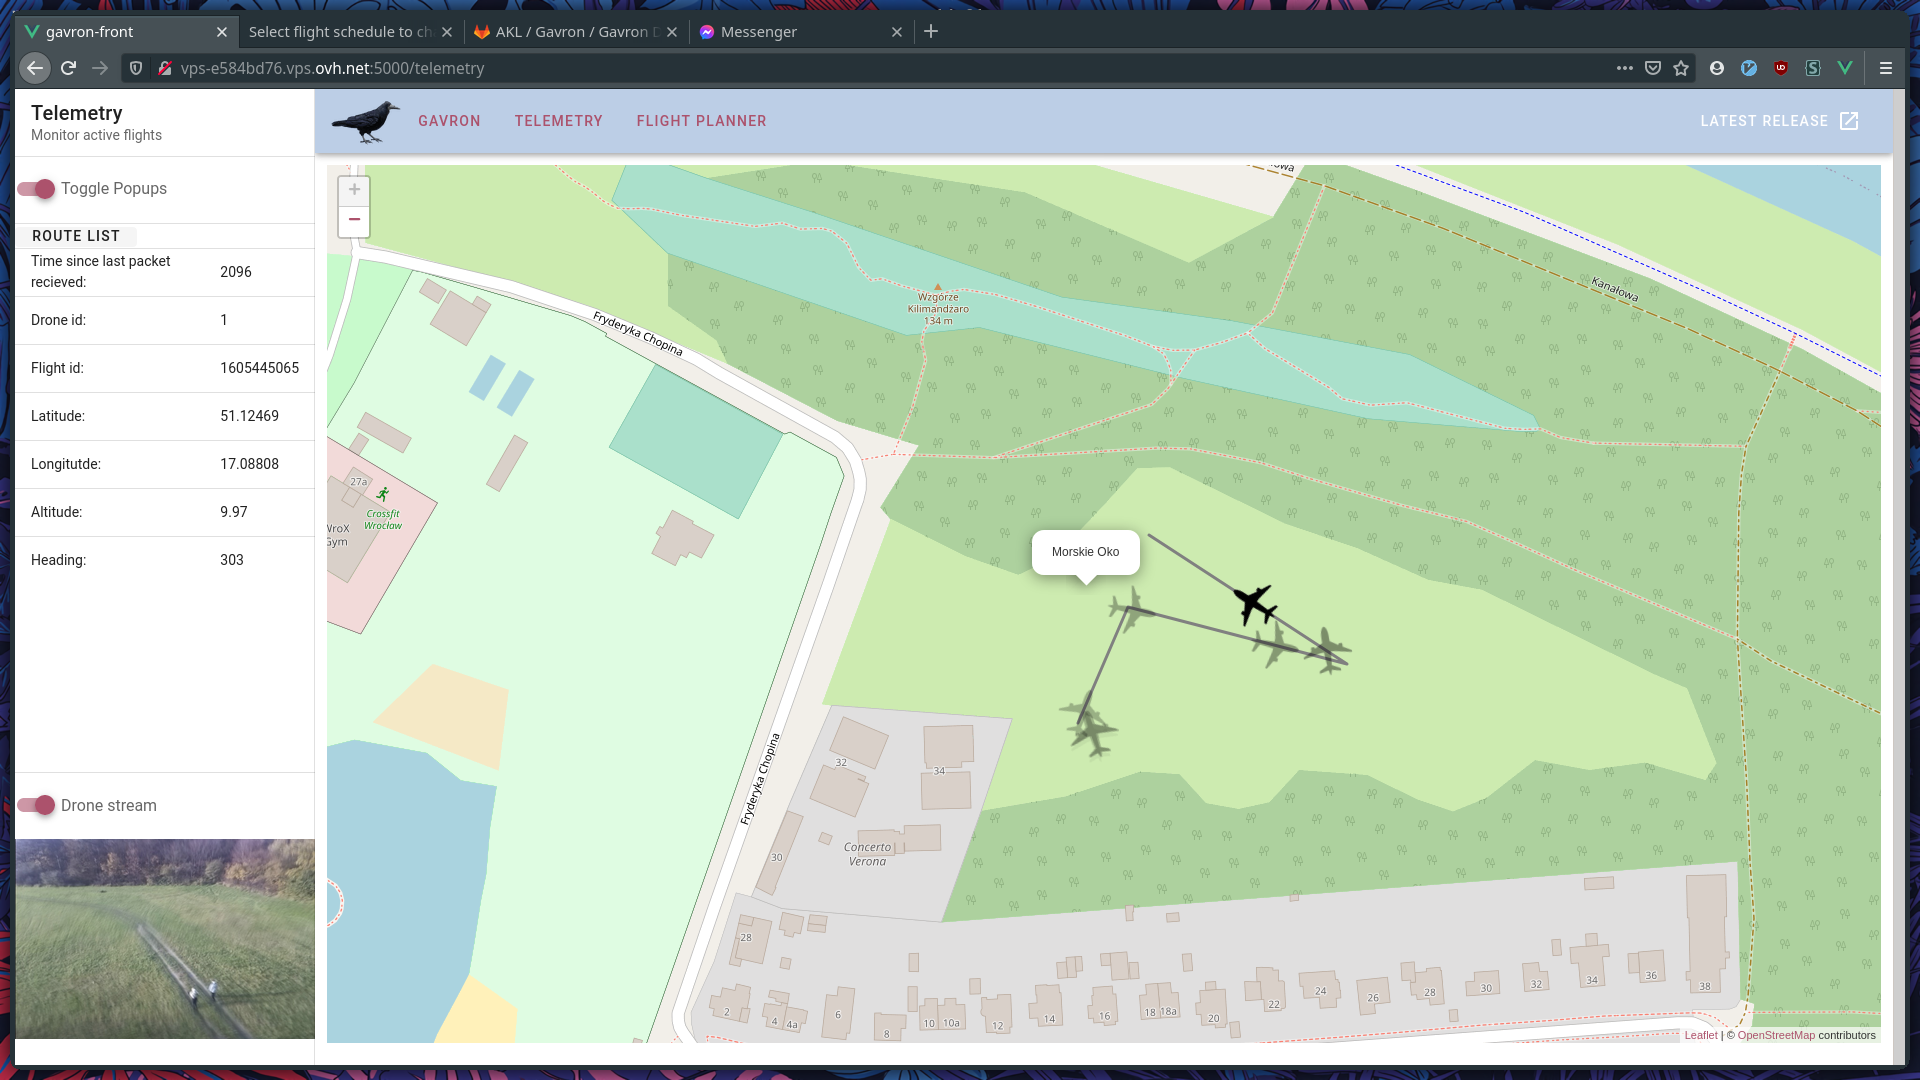 gavron-front
Select flight schedule to ch
AKL / Gavron / Gavron D
Messenger
vps-e584bd76.vps.ovh.net:5000/telemetry
Telemetry
Monitor active flights
GAVRON
TELEMETRY
FLIGHT PLANNER
LATEST RELEASE
Toggle Popups
ROUTE LIST
Time since last packet
recieved:
2096
Drone id:
1
Flight id:
1605445065
Latitude:
51.12469
Longitutde:
17.08808
Altitude:
9.97
Heading:
303
Drone stream
+
−
Kanałowa
Wzgórze
Kilimandżaro
134 m
Fryderyka Chopina
27a
Crossfit
Wrocław
WroX
Gym
Morskie Oko
Fryderyka Chopina
32
34
30
Concerto
Verona
28
2
4
4a
6
8
10
10a
12
14
16
18
18a
20
22
24
26
28
30
32
34
36
38
Leaflet | © OpenStreetMap contributors